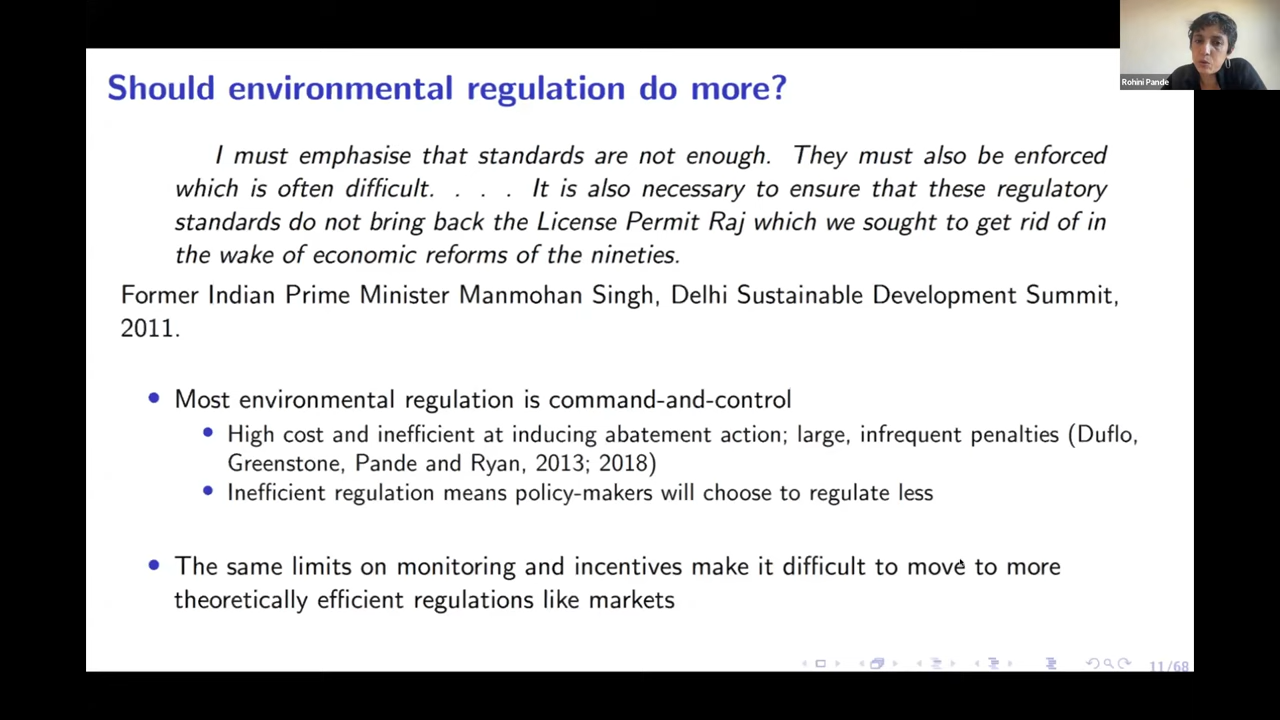 Rohini Pande
Should environmental regulation do more?
I must emphasise that standards are not enough. They must also be enforced
which is often difficult. . . . It is also necessary to ensure that these regulatory
standards do not bring back the License Permit Raj which we sought to get rid of in
the wake of economic reforms of the nineties.
Former Indian Prime Minister Manmohan Singh, Delhi Sustainable Development Summit,
2011.
• Most environmental regulation is command-and-control
• High cost and inefficient at inducing abatement action; large, infrequent penalties (Duflo,
Greenstone, Pande and Ryan, 2013; 2018)
• Inefficient regulation means policy-makers will choose to regulate less
• The same limits on monitoring and incentives make it difficult to move to more
theoretically efficient regulations like markets
11/68